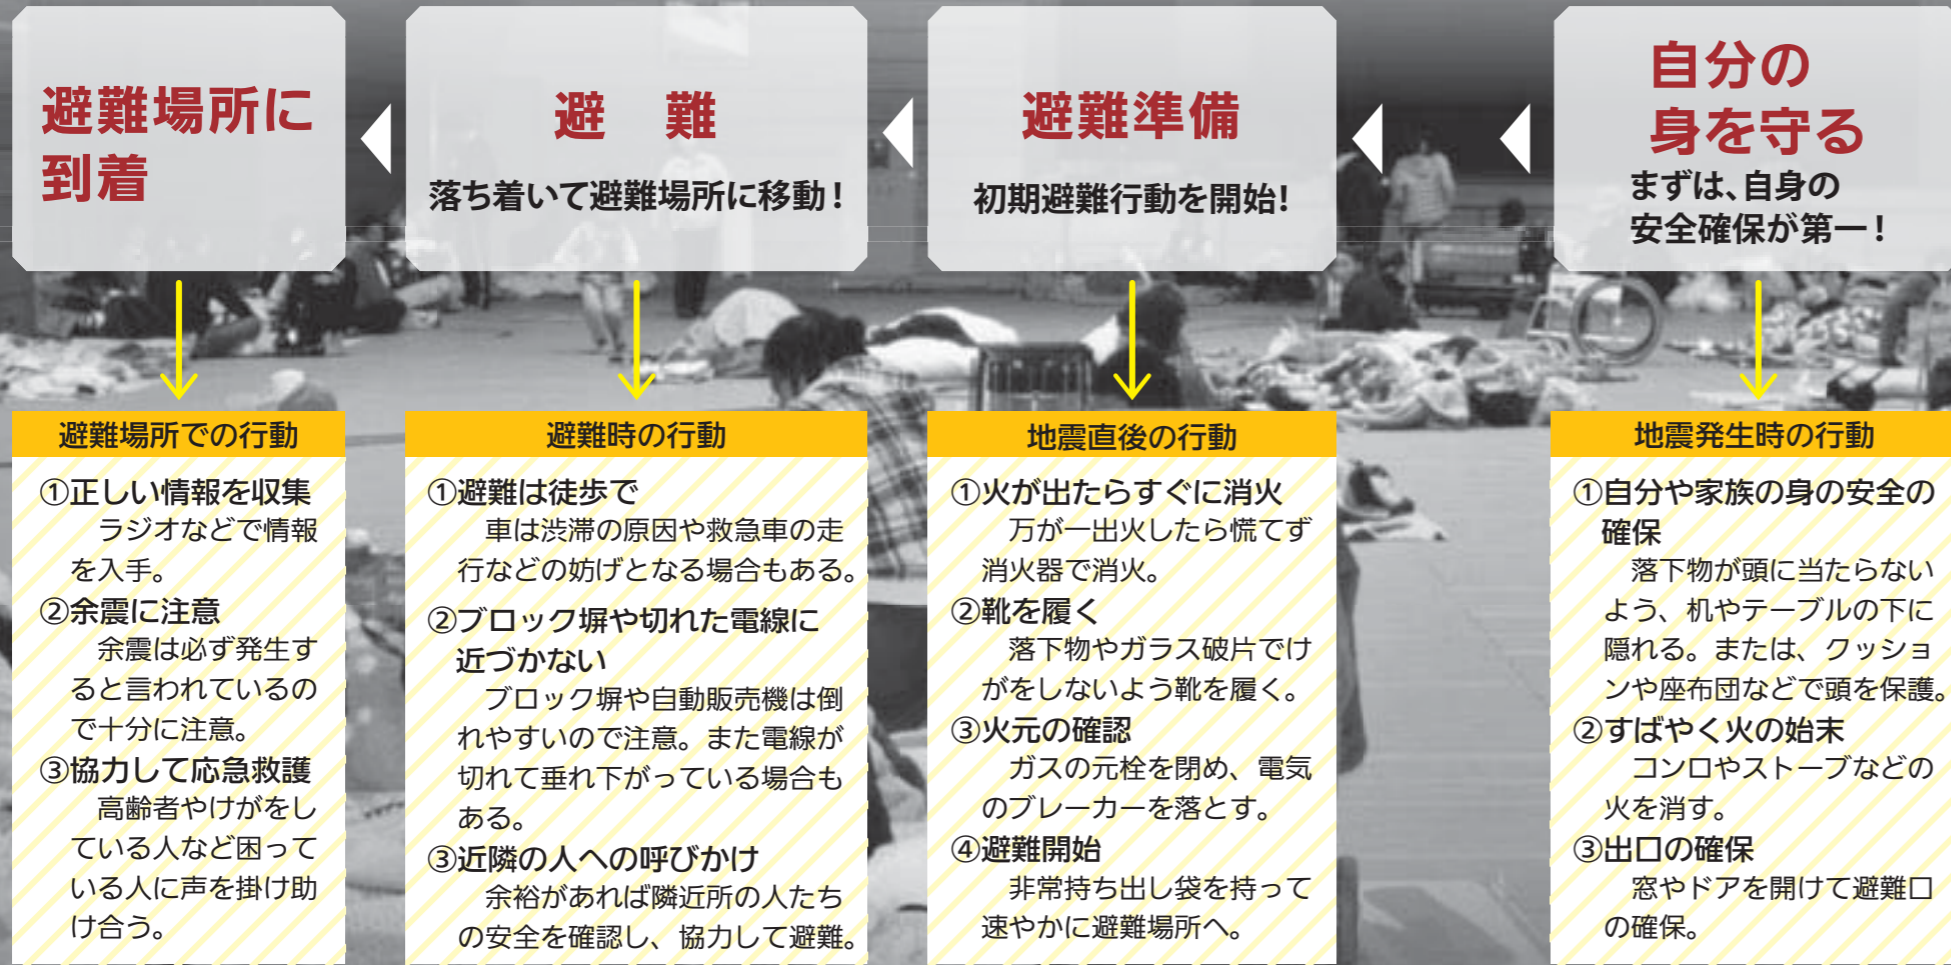 自分の
身を守る
まずは、自身の
安全確保が第一！
地震発生時の行動
①自分や家族の身の安全の
確保
落下物が頭に当たらない
よう、机やテーブルの下に
隠れる。または、クッショ
ンや座布団などで頭を保護。
②すばやく火の始末
コンロやストーブなどの
火を消す。
③出口の確保
窓やドアを開けて避難口
の確保。
避難準備
初期避難行動を開始！
地震直後の行動
①火が出たらすぐに消火
万が一出火したら慌てず
消火器で消火。
②靴を履く
落下物やガラス破片でけ
がをしないよう靴を履く。
③火元の確認
ガスの元栓を閉め、電気
のブレーカーを落とす。
④避難開始
非常持ち出し袋を持って
速やかに避難場所へ。
避　難
落ち着いて避難場所に移動！
避難時の行動
①避難は徒歩で
車は渋滞の原因や救急車の走
行などの妨げとなる場合もある。
②ブロック塀や切れた電線に
近づかない
ブロック塀や自動販売機は倒
れやすいので注意。また電線が
切れて垂れ下がっている場合も
ある。
③近隣の人への呼びかけ
余裕があれば隣近所の人たち
の安全を確認し、協力して避難。
避難場所に
到着
避難場所での行動
①正しい情報を収集
ラジオなどで情報
を入手。
②余震に注意
余震は必ず発生す
ると言われているの
で十分に注意。
③協力して応急救護
高齢者やけがをし
ている人など困って
いる人に声を掛け助
け合う。